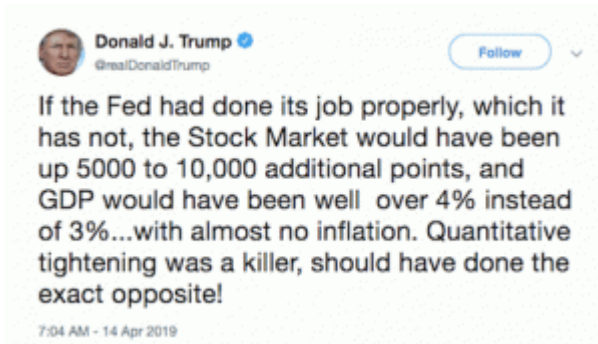 Donald J. Trump
Follow
@realDonaldTrump
If the Fed had done its job properly, which it
has not, the Stock Market would have been
up 5000 to 10,000 additional points, and
GDP would have been well over 4% instead
of 3%...with almost no inflation. Quantitative
tightening was a killer, should have done the
exact opposite!
7:04 AM - 14 Apr 2019